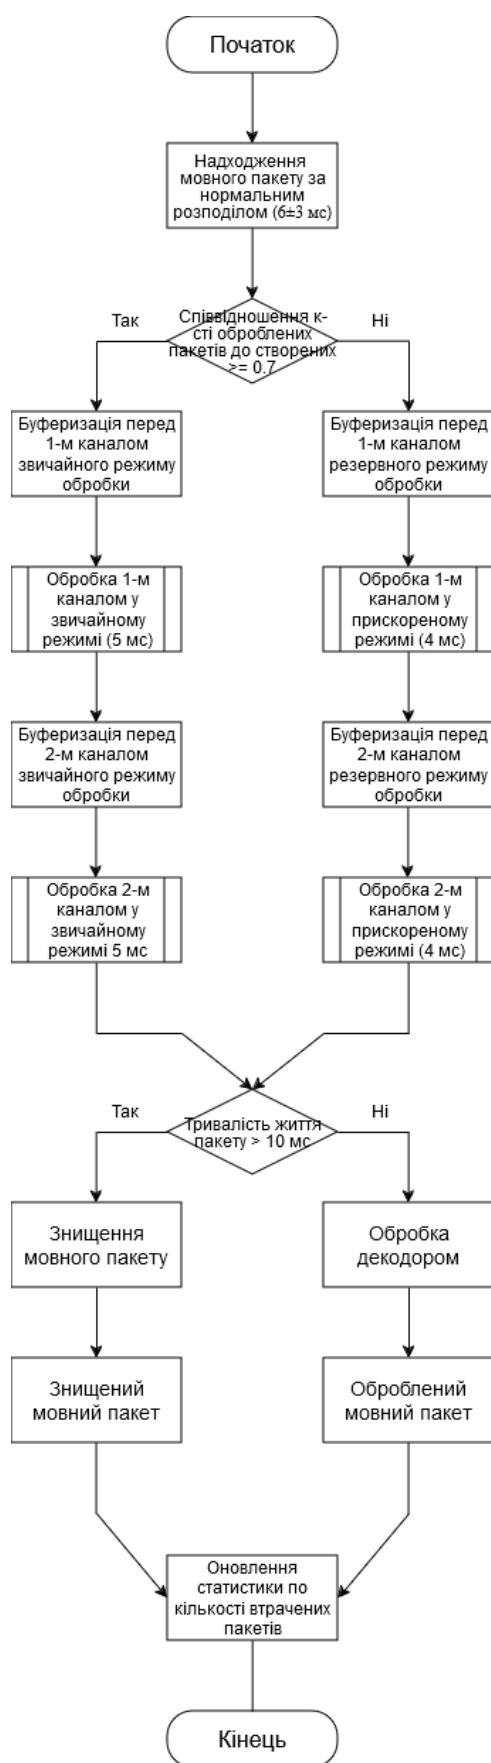 Початок
Надходження
мовного пакету за
нормальним
розподілом (6±3 мс)
Співвідношення к-
сті оброблених
пакетів до створених
>= 0.7
Так
Ні
Буферизація перед
1-м каналом
звичайного режиму
обробки
Буферизація перед
1-м каналом
резервного режиму
обробки
Обробка 1-м
каналом у
звичайному
режимі (5 мс)
Обробка 1-м
каналом у
прискореному
режимі (4 мс)
Буферизація перед
2-м каналом
звичайного режиму
обробки
Буферизація перед
2-м каналом
резервного режиму
обробки
Обробка 2-м
каналом у
звичайному
режимі 5 мс
Обробка 2-м
каналом у
прискореному
режимі (4 мс)
Тривалість життя
пакету > 10 мс
Так
Ні
Знищення
мовного пакету
Обробка
декодором
Знищений
мовний пакет
Оброблений
мовний пакет
Оновлення
статистики по
кількості втрачених
пакетів
Кінець